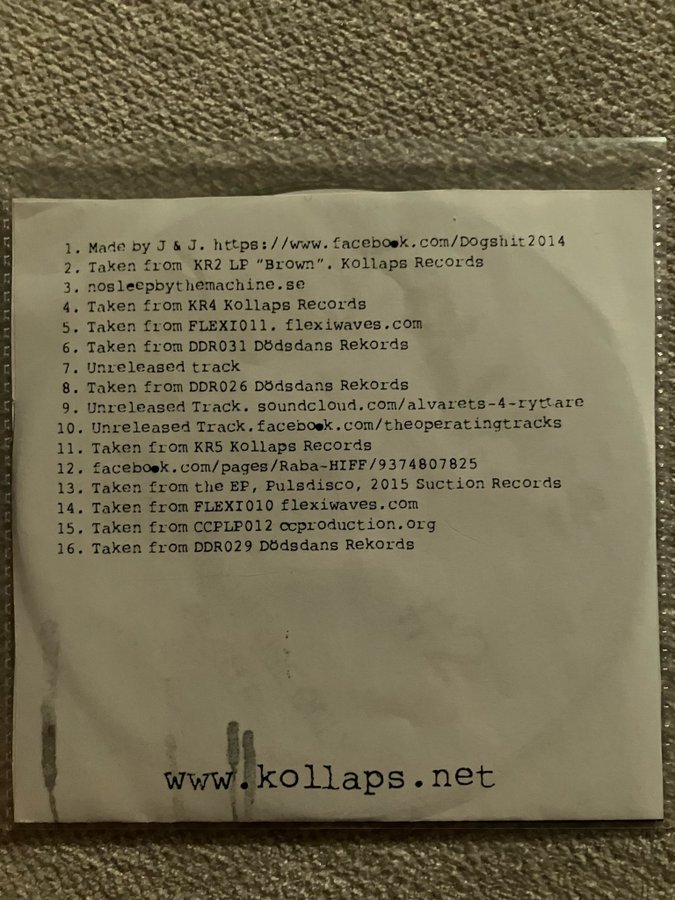 1. Made by J & J. https://www.facebook.com/Dogshit2014
2. Taken from KR2 LP "Brown". Kollaps Records
3. nosleepbythemachine.se
4. Taken from KR4 Kollaps Records
5. Taken from FLEXI011. flexiwaves.com
6. Taken from DDR031 Dödsdans Rekords
7. Unreleased track
8. Taken from DDR026 Dödsdans Rekords
9. Unreleased Track. soundcloud.com/alvarets-4-ryttare
10. Unreleased Track.facebook.com/theoperatingtracks
11. Taken from KR5 Kollaps Records
12. facebook.com/pages/Raba-HIFF/9374807825
13. Taken from the EP, Pulsdisco, 2015 Suction Records
14. Taken from FLEXI010 flexiwaves.com
15. Taken from CCPLP012 ccproduction.org
16. Taken from DDR029 Dödsdans Rekords
www.kollaps.net